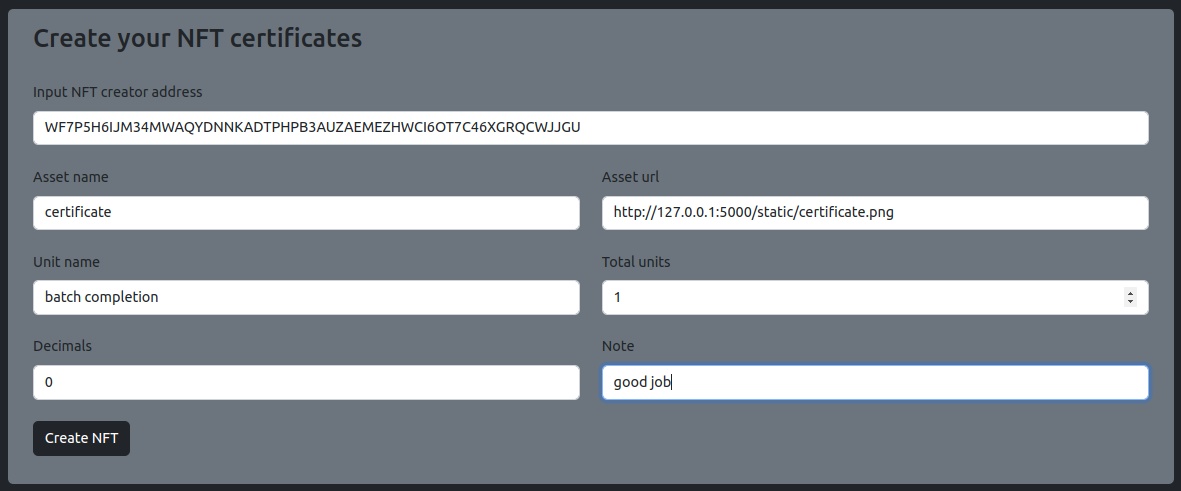 Create your NFT certificates
Input NFT creator address
WF7P5H6IJM34MWAQYDNNKADTPHPB3AUZAEMEZHWCI6OT7C46XGRQCWJJGU
Asset name
Asset url
certificate
http://127.0.0.1:5000/static/certificate.png
Unit name
Total units
batch completion
1
Decimals
Note
0
good job
Create NFT